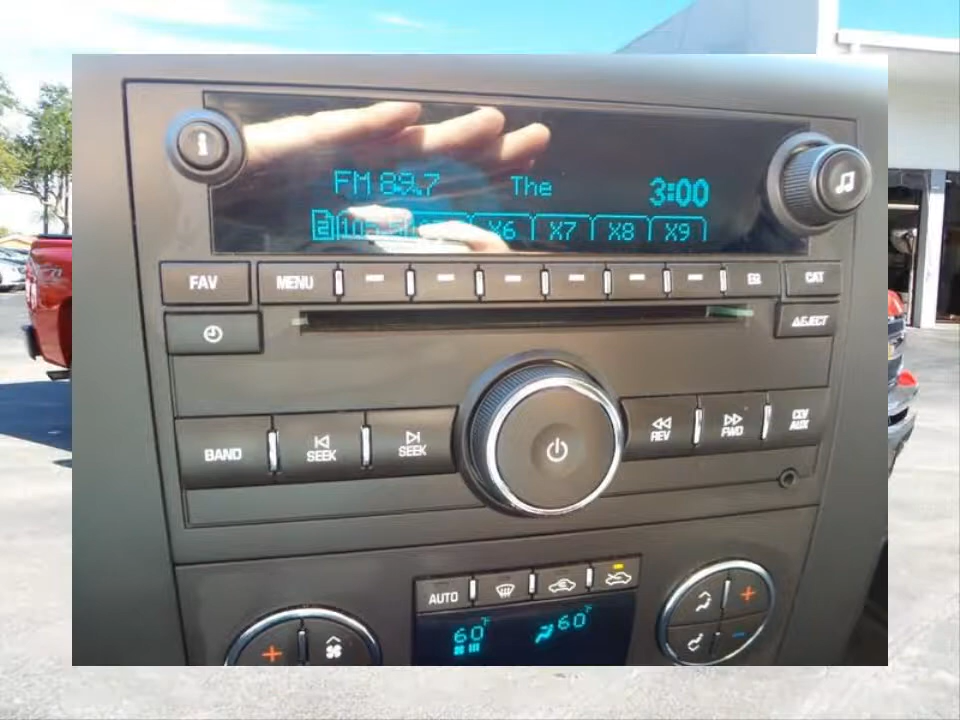 FM 89.7 The 3:00
2 X6 X7 X8 X9
FAV MENU EQ CAT
EJECT
BAND SEEK SEEK REV FWD CD/AUX
AUTO
60°F 60°F